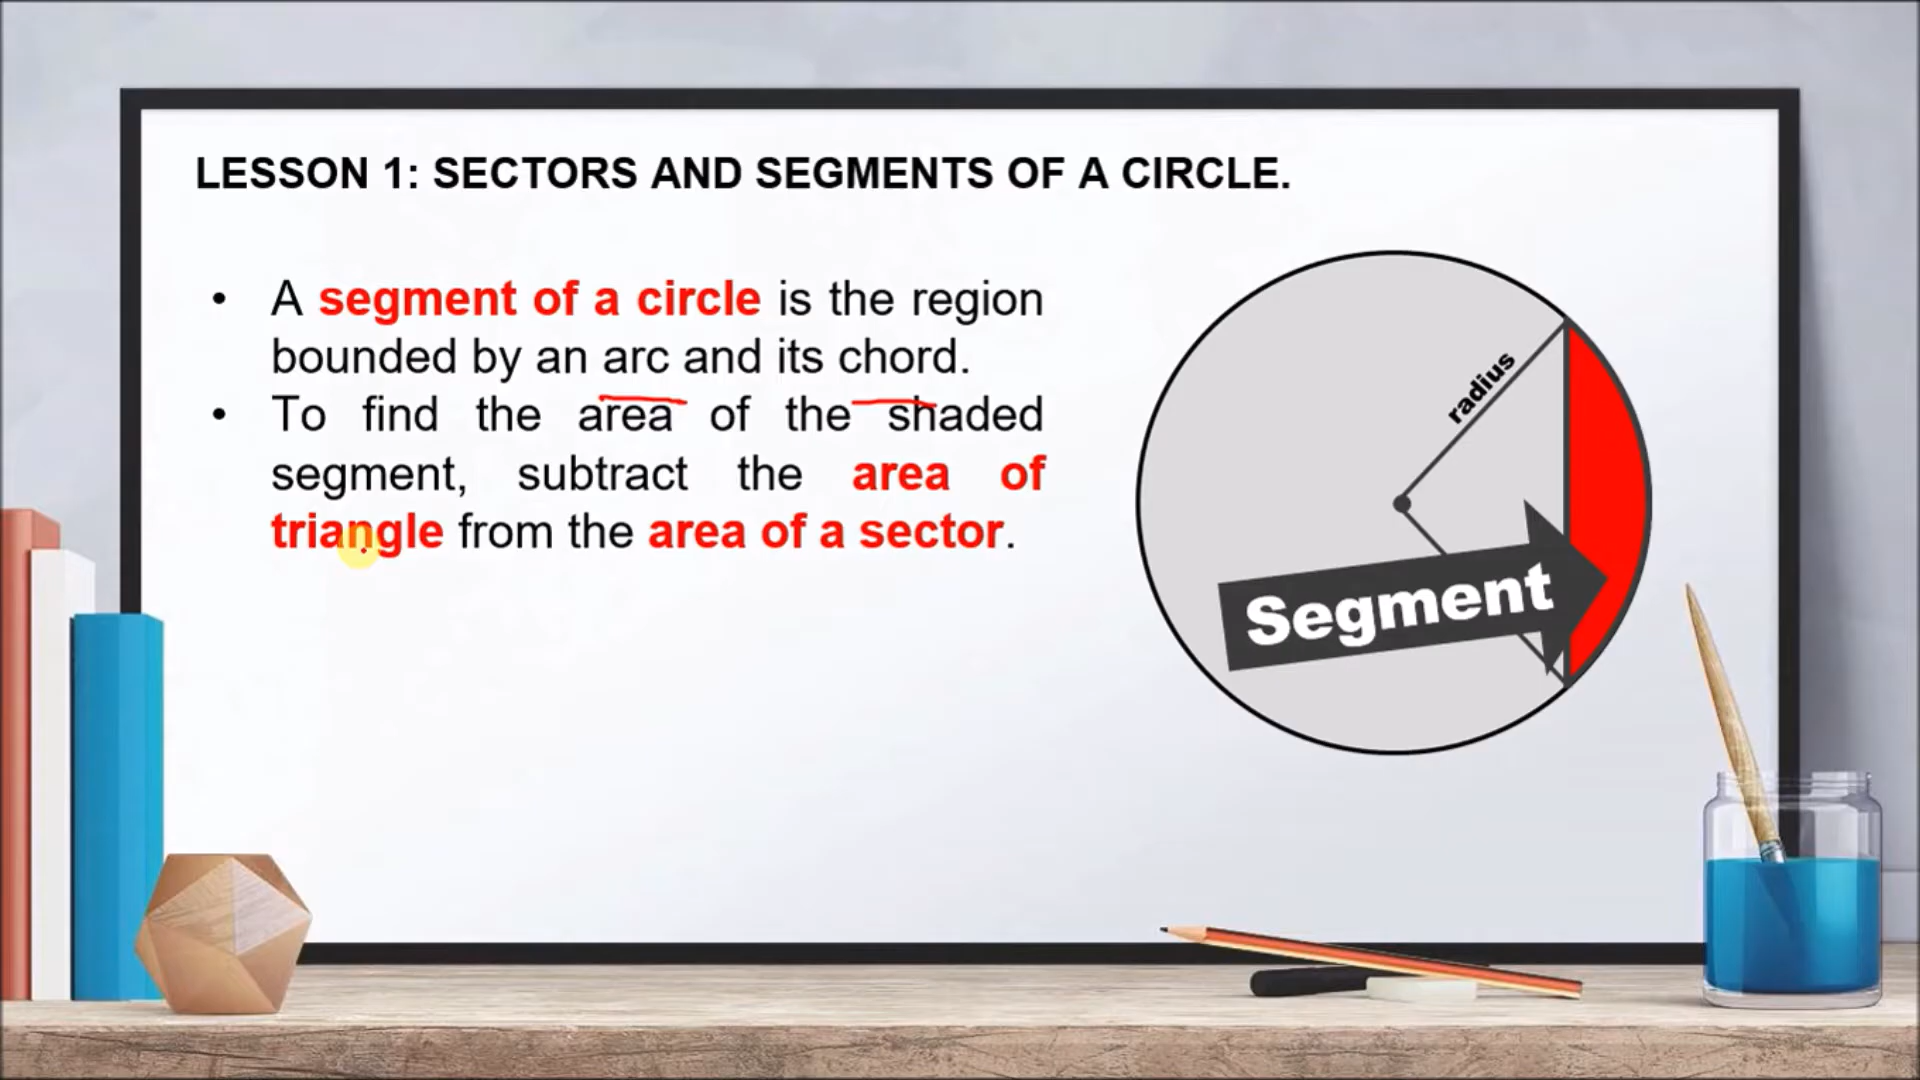 LESSON 1: SECTORS AND SEGMENTS OF A CIRCLE.
• A segment of a circle is the region
bounded by an arc and its chord.
• To find the area of the shaded
segment, subtract the area of
triangle from the area of a sector.
radius
Segment